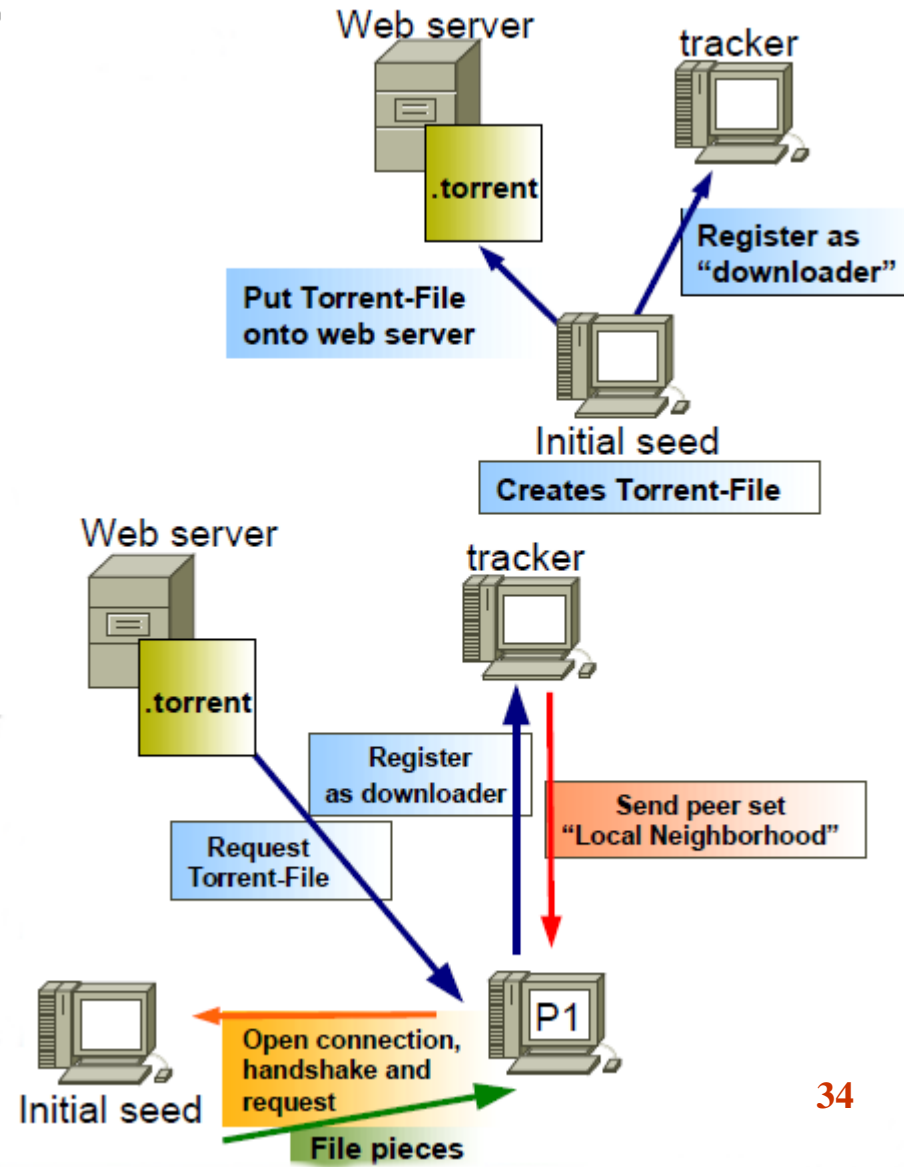 Web server
tracker
.torrent
Register as
“downloader”
Put Torrent-File
onto web server
Initial seed
Creates Torrent-File
Web server
tracker
.torrent
Register
as downloader
Send peer set
“Local Neighborhood”
Request
Torrent-File
P1
Open connection,
handshake and
request
Initial seed
File pieces
34